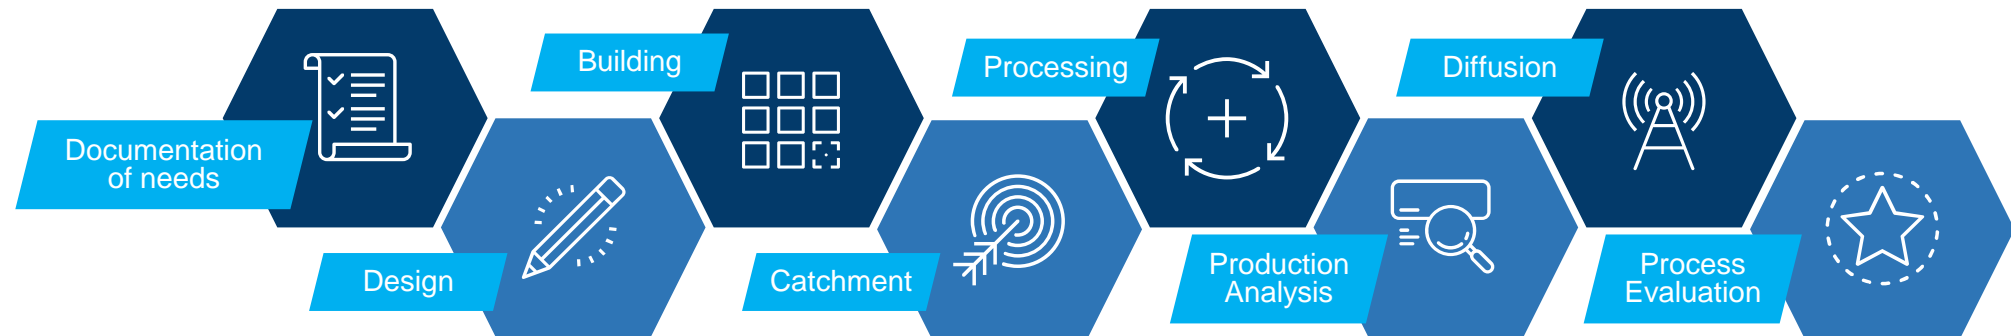 Documentation
of needs
Design
Building
Catchment
Processing
Production
Analysis
Diffusion
Process
Evaluation